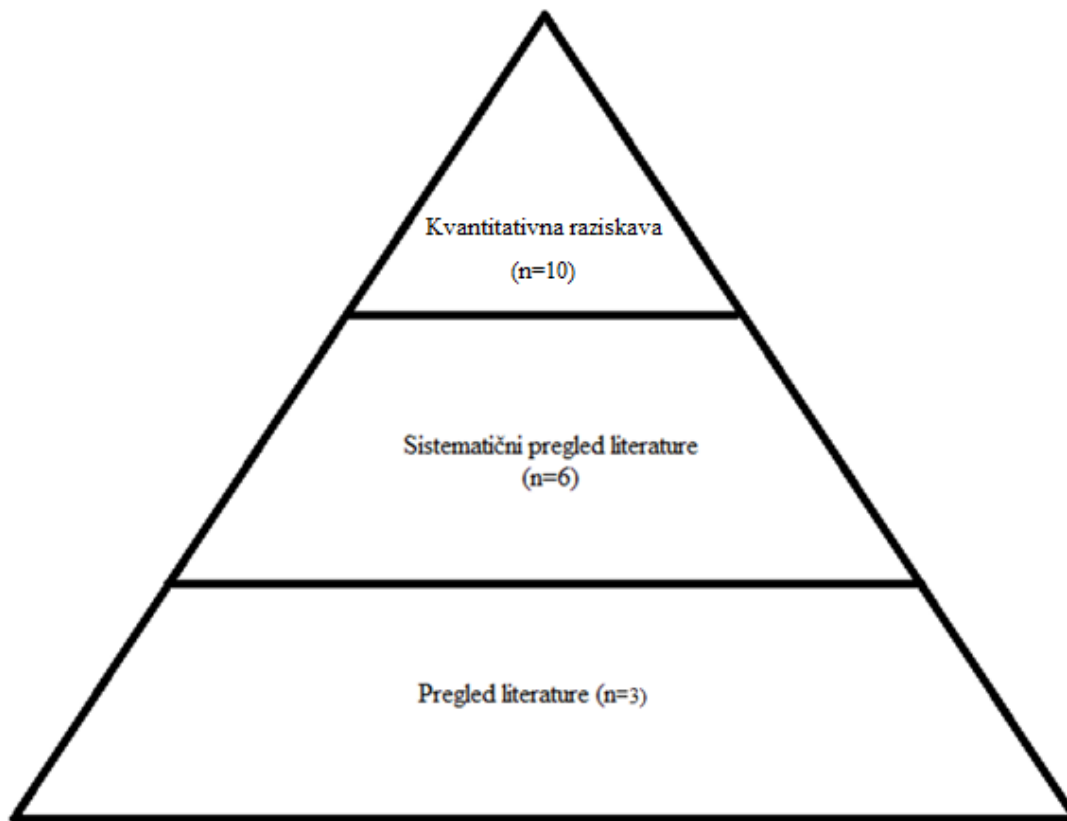 Kvantitativna raziskava
(n=10)
Sistematični pregled literature
(n=6)
Pregled literature (n=3)